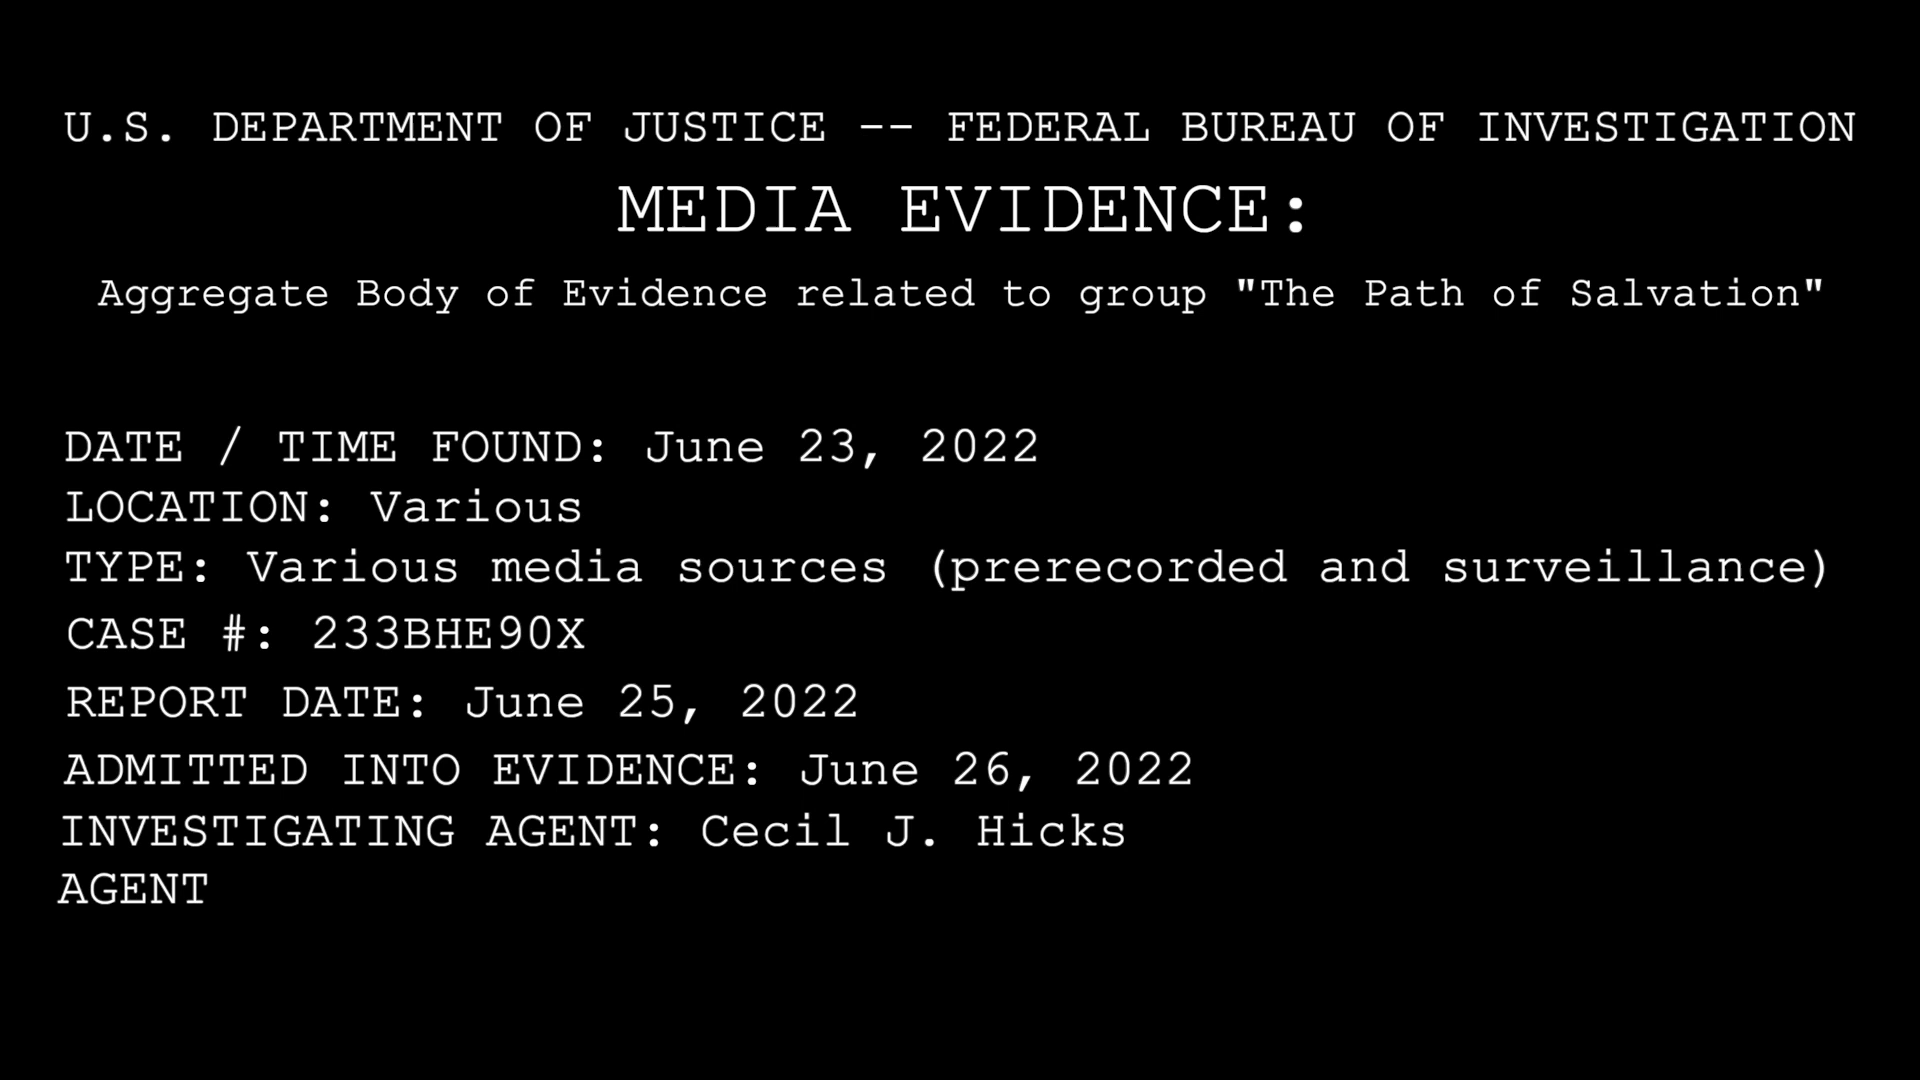 U.S. DEPARTMENT OF JUSTICE -- FEDERAL BUREAU OF INVESTIGATION
MEDIA EVIDENCE:
Aggregate Body of Evidence related to group "The Path of Salvation"
DATE / TIME FOUND: June 23, 2022
LOCATION: Various
TYPE: Various media sources (prerecorded and surveillance)
CASE #: 233BHE90X
REPORT DATE: June 25, 2022
ADMITTED INTO EVIDENCE: June 26, 2022
INVESTIGATING AGENT: Cecil J. Hicks
AGENT